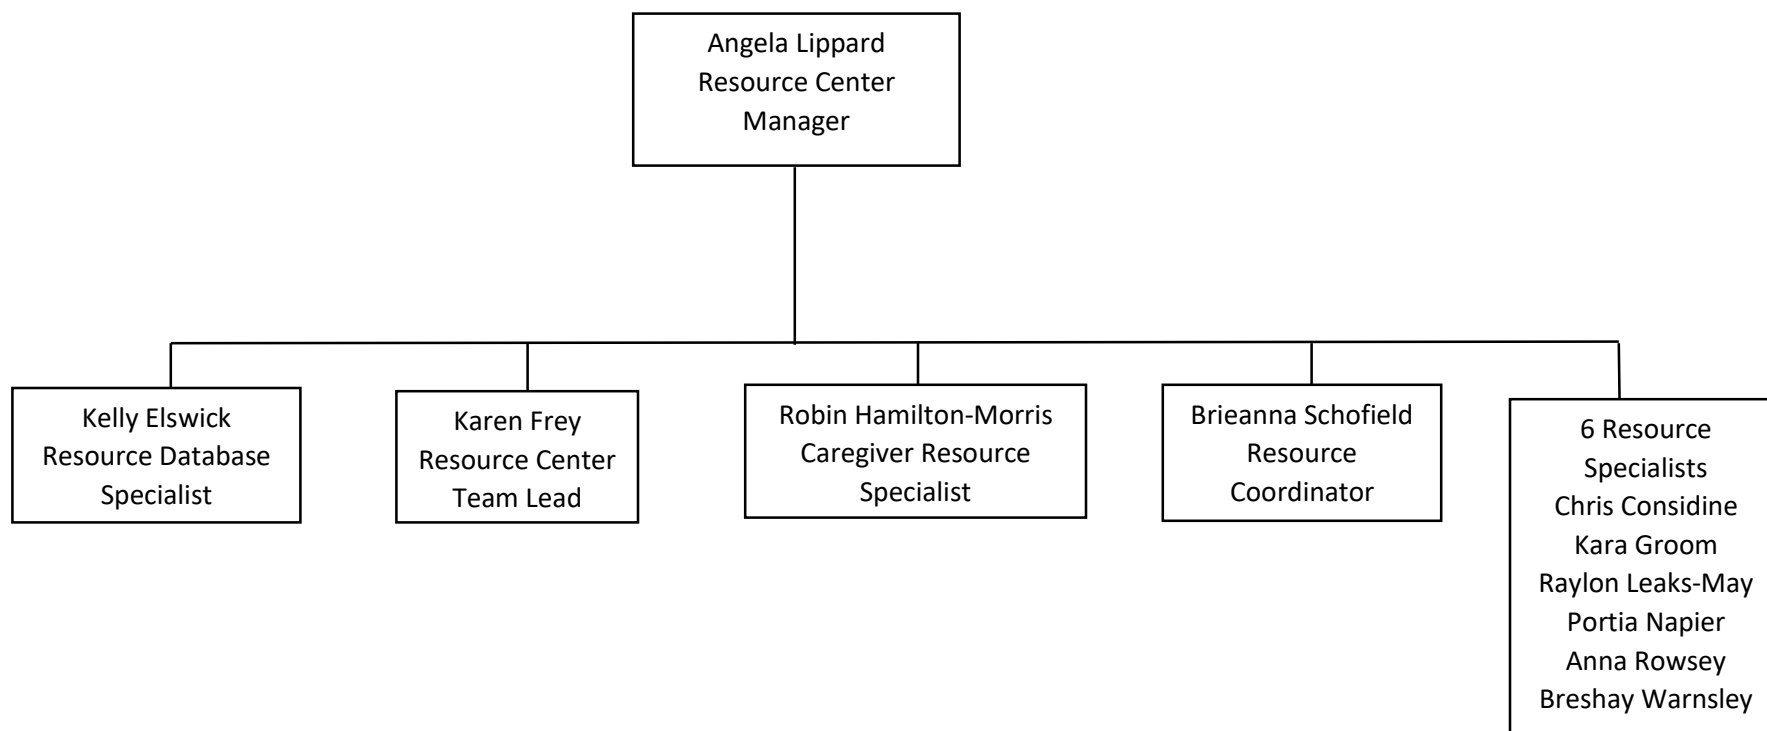 Angela Lippard
Resource Center
Manager
Kelly Elswick
Resource Database
Specialist
Karen Frey
Resource Center
Team Lead
Robin Hamilton-Morris
Caregiver Resource
Specialist
Brieanna Schofield
Resource
Coordinator
6 Resource
Specialists
Chris Considine
Kara Groom
Raylon Leaks-May
Portia Napier
Anna Rowsey
Breshay Warnsley